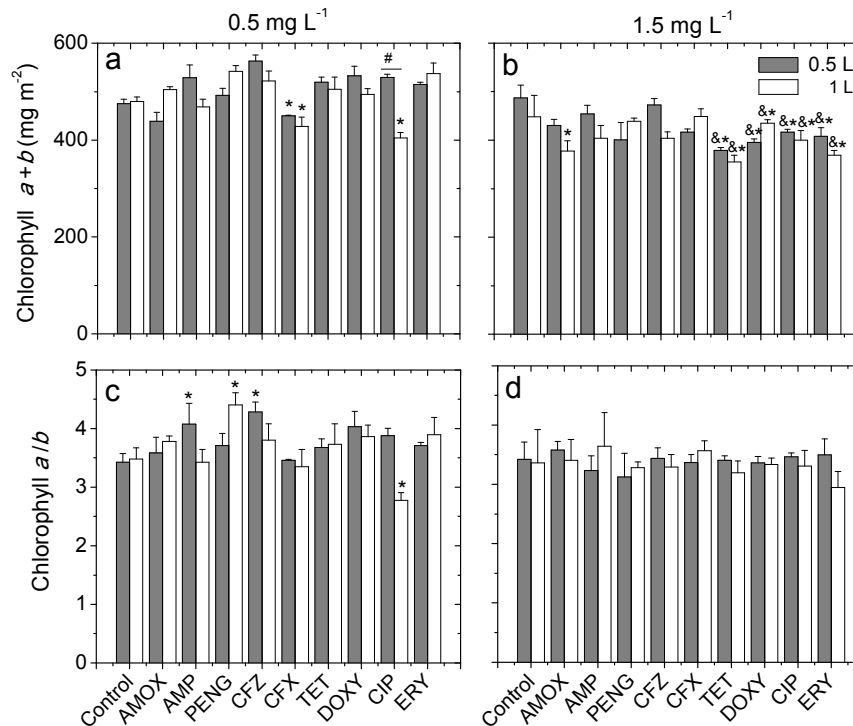 0.5 mg L⁻¹
1.5 mg L⁻¹
a
#
* *
*
600
400
200
0
Chlorophyll a + b (mg m⁻²)
b
0.5 L
1 L
*
&* &* &* &* &* &* &* &*
c
*
*
*
*
5
4
3
2
1
0
Chlorophyll a/b
d
Control AMOX AMP PENG CFZ CFX TET DOXY CIP ERY
Control AMOX AMP PENG CFZ CFX TET DOXY CIP ERY